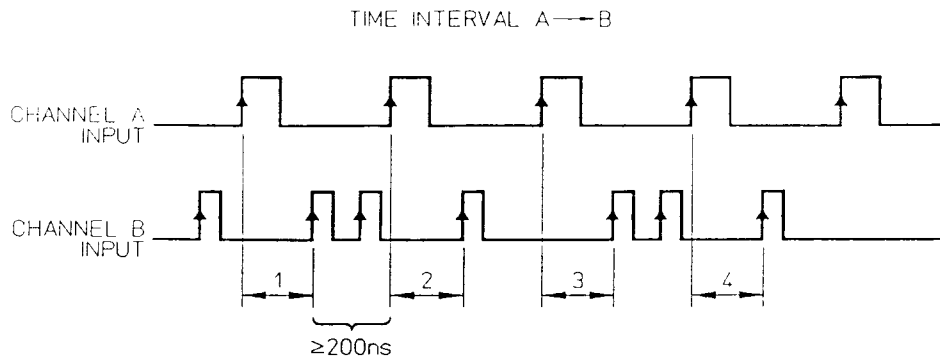 TIME INTERVAL A → B
CHANNEL A
INPUT
CHANNEL B
INPUT
1
2
3
4
≥200ns